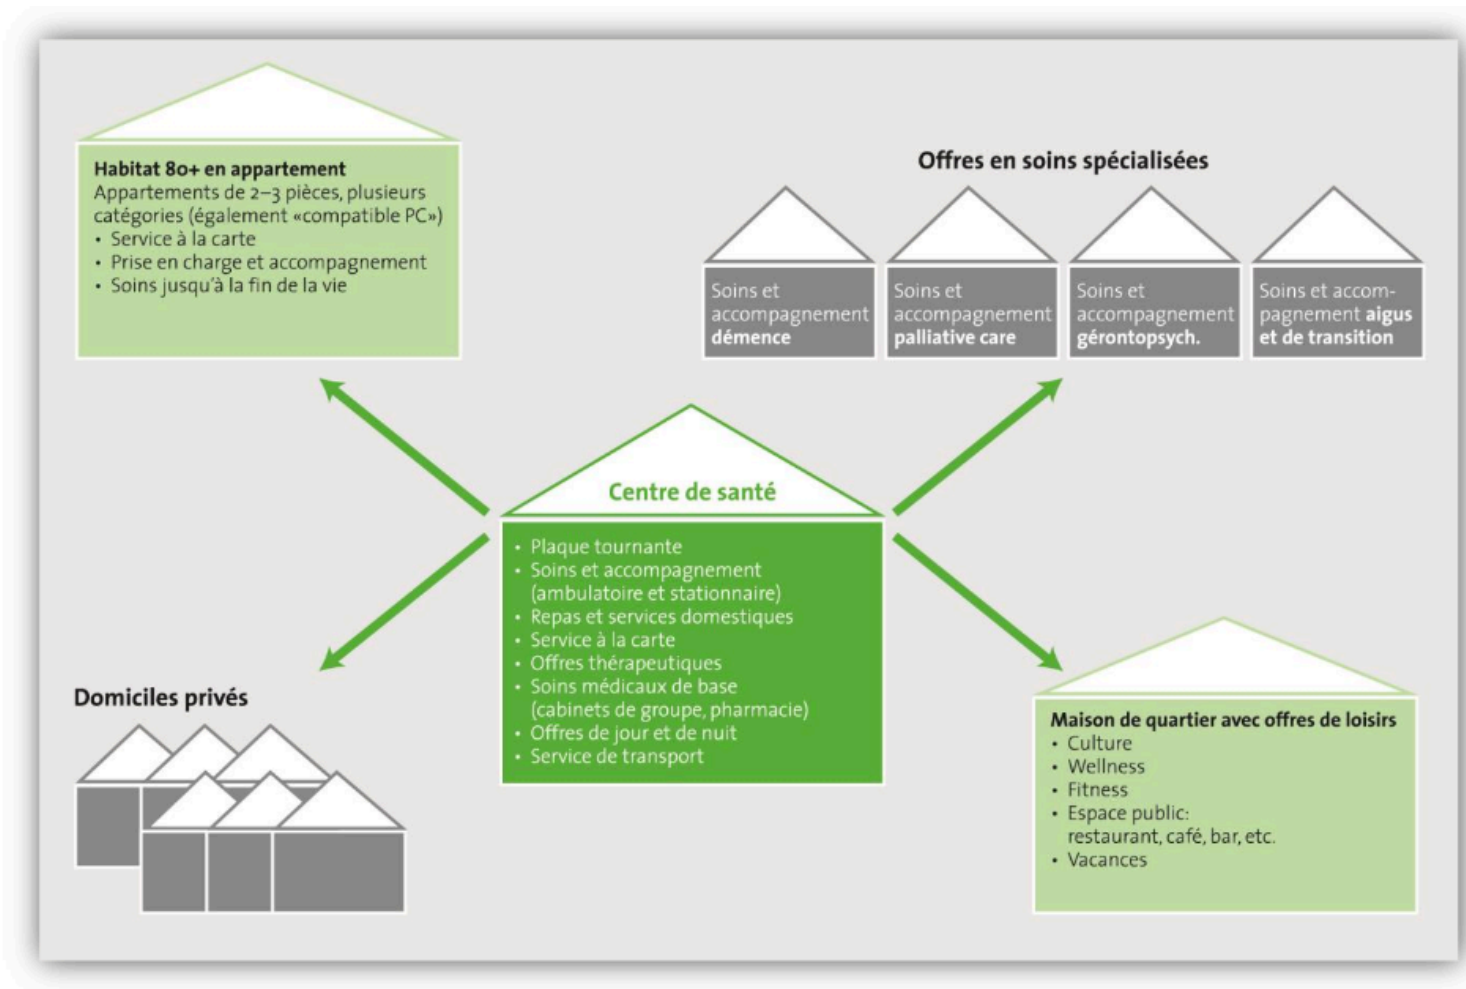 Habitat 80+ en appartement
Appartements de 2–3 pièces, plusieurs
catégories (également «compatible PC»)
• Service à la carte
• Prise en charge et accompagnement
• Soins jusqu'à la fin de la vie
Offres en soins spécialisées
Soins et
accompagnement
démence
Soins et
accompagnement
palliative care
Soins et
accompagnement
gérontopsych.
Soins et accom-
pagnement aigus
et de transition
Centre de santé
• Plaque tournante
• Soins et accompagnement
(ambulatoire et stationnaire)
• Repas et services domestiques
• Service à la carte
• Offres thérapeutiques
• Soins médicaux de base
(cabinets de groupe, pharmacie)
• Offres de jour et de nuit
• Service de transport
Domiciles privés
Maison de quartier avec offres de loisirs
• Culture
• Wellness
• Fitness
• Espace public:
restaurant, café, bar, etc.
• Vacances